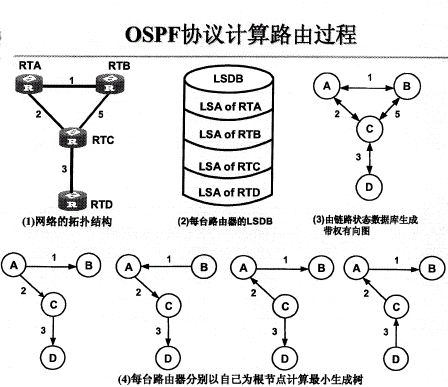 OSPF协议计算路由过程
RTA RTB
1
2 5
RTC
3
RTD
(1)网络的拓扑结构
LSDB
LSA of RTA
LSA of RTB
LSA of RTC
LSA of RTD
(2)每台路由器的LSDB
A 1 B
2 5
C
3
D
(3)由链路状态数据库生成
带权有向图
A 1 B A 1 B A 1 B A 1 B
2 2 2 2
C C C C
3 3 3 3
D D D D
(4)每台路由器分别以自己为根节点计算最小生成树